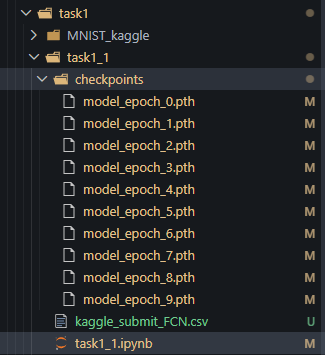 task1
MNIST_kaggle
task1_1
checkpoints
model_epoch_0.pth M
model_epoch_1.pth M
model_epoch_2.pth M
model_epoch_3.pth M
model_epoch_4.pth M
model_epoch_5.pth M
model_epoch_6.pth M
model_epoch_7.pth M
model_epoch_8.pth M
model_epoch_9.pth M
kaggle_submit_FCN.csv U
task1_1.ipynb M